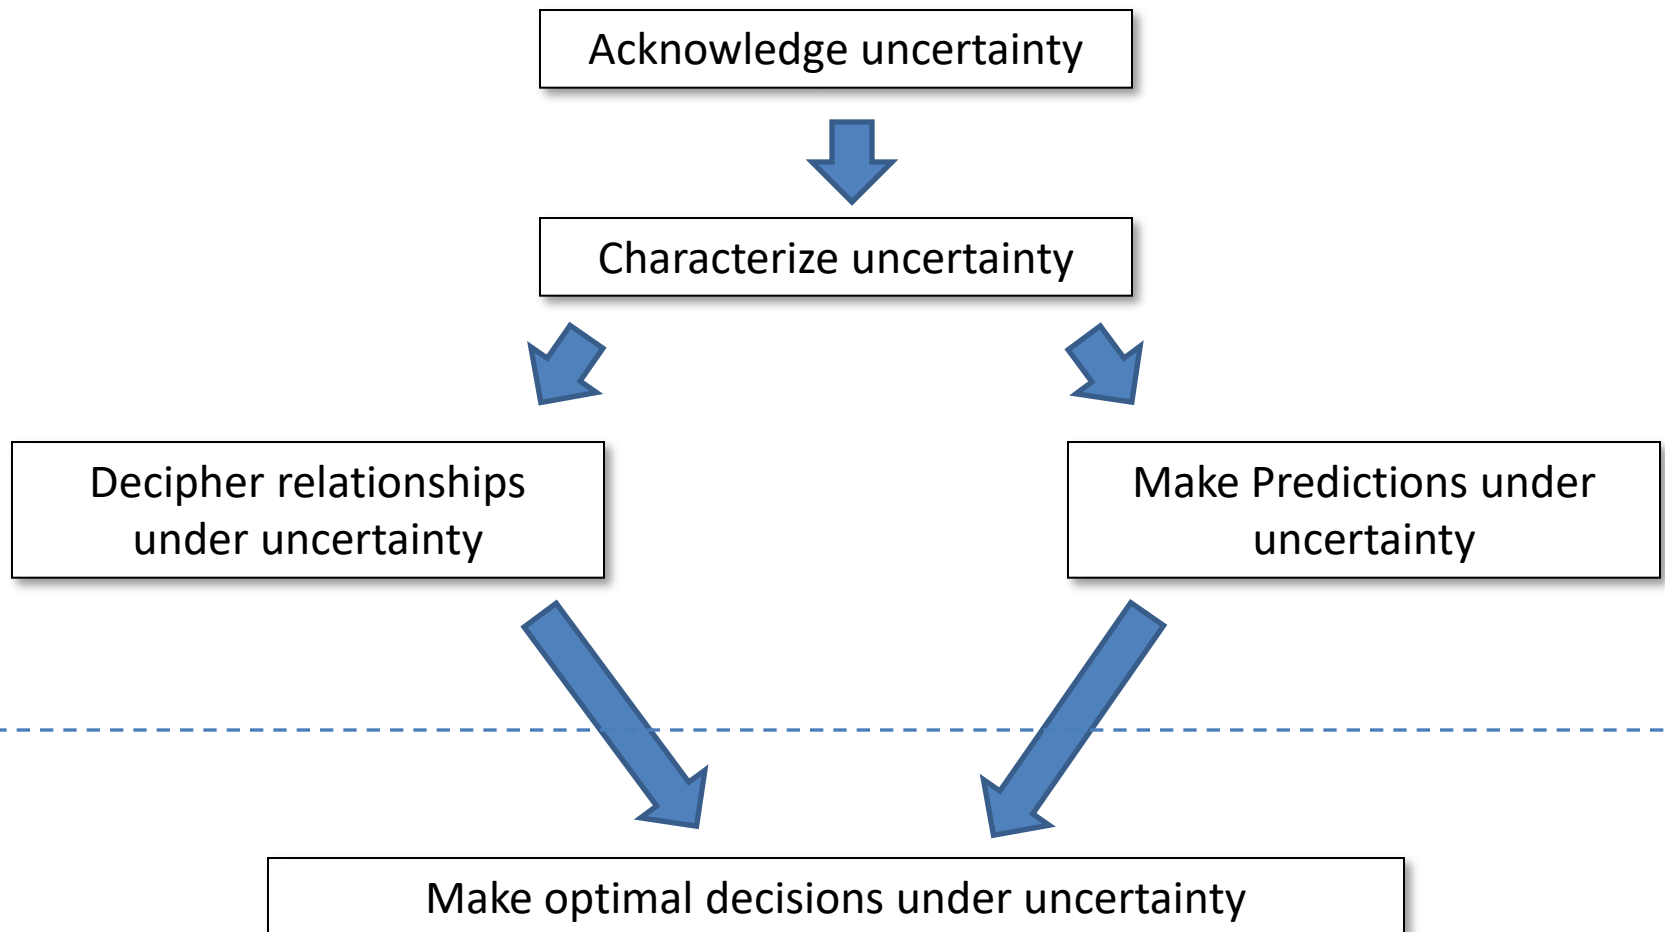 Acknowledge uncertainty
Characterize uncertainty
Decipher relationships
under uncertainty
Make Predictions under
uncertainty
Make optimal decisions under uncertainty